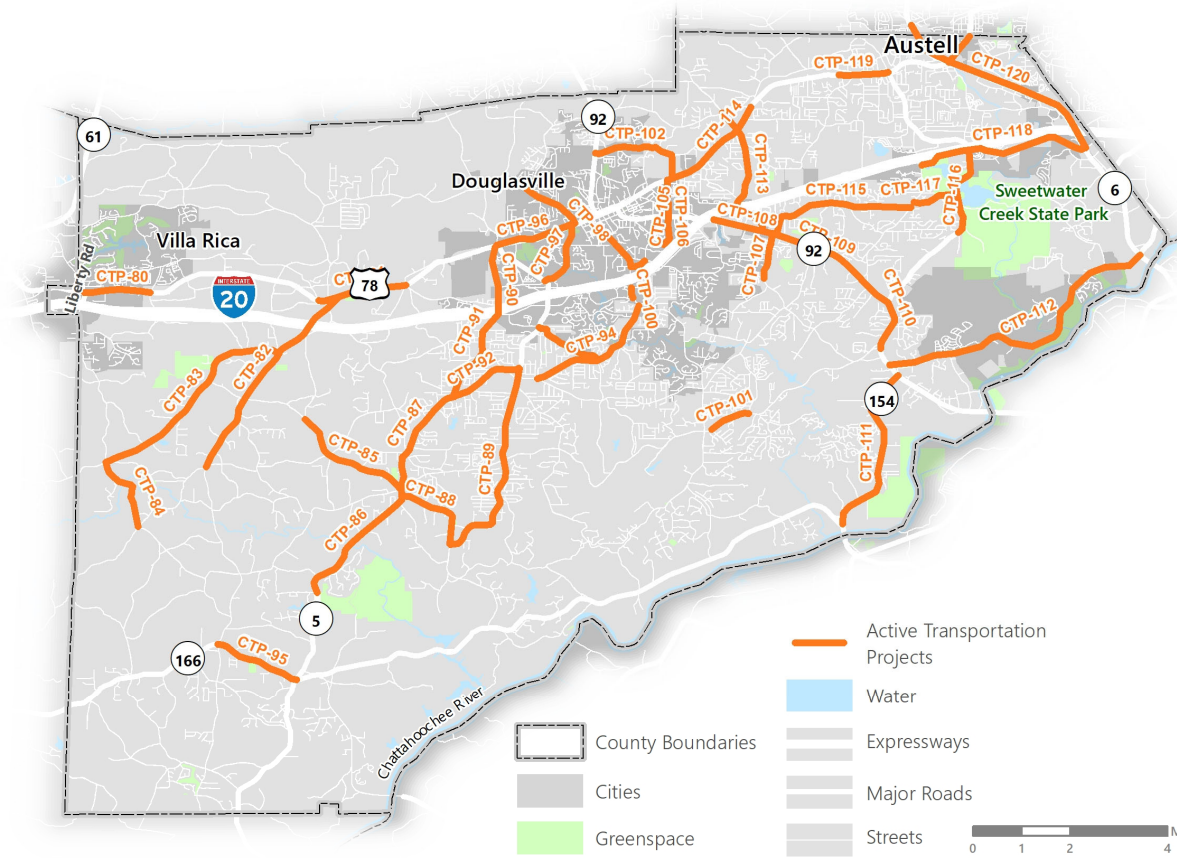 Austell
CTP-119
CTP-120
61
92
CTP-102
CTP-114
CTP-118
CTP-113
Douglasville
CTP-105
CTP-106
CTP-115
CTP-117
CTP-116
Sweetwater
Creek State Park
6
CTP-96
CTP-98
CTP-97
CTP-108
CTP-107
92
CTP-109
Villa Rica
Liberty Rd
CTP-80
INTERSTATE
20
78
CTP-90
CTP-100
CTP-110
CTP-112
CTP-91
CTP-94
CTP-92
CTP-82
CTP-83
CTP-87
CTP-101
154
CTP-85
CTP-89
CTP-111
CTP-84
CTP-88
CTP-86
5
166
CTP-95
Chattahoochee River
Active Transportation
Projects
Water
County Boundaries
Expressways
Cities
Major Roads
Greenspace
Streets
0 1 2 4